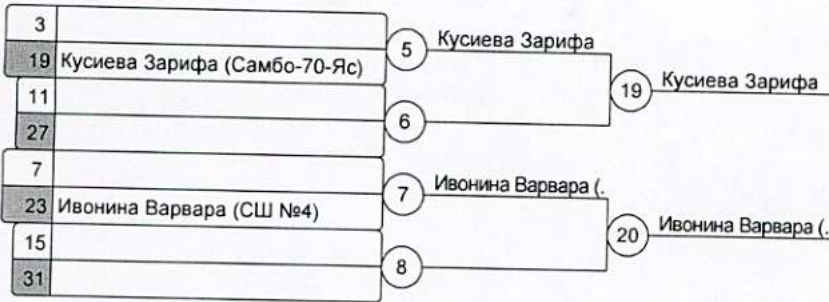 3
19 Кусиева Зарифа (Самбо-70-Яс)
5 Кусиева Зарифа
19 Кусиева Зарифа
11
27
6
7
23 Ивонина Варвара (СШ №4)
7 Ивонина Варвара (.
20 Ивонина Варвара (.
15
31
8